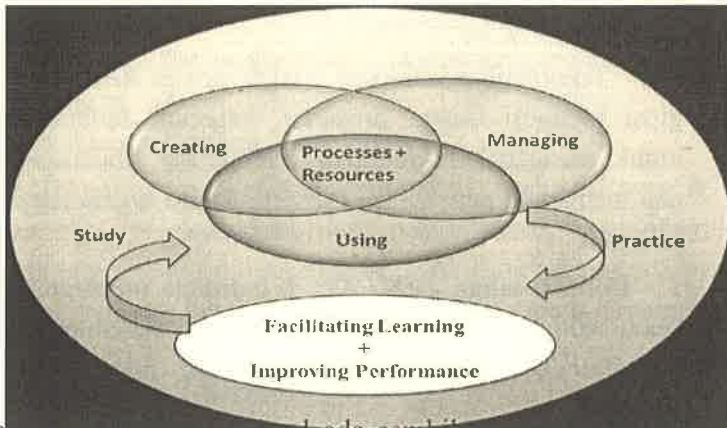 Creating
Managing
Processes +
Resources
Using
Study
Practice
Facilitating Learning
+
Improving Performance